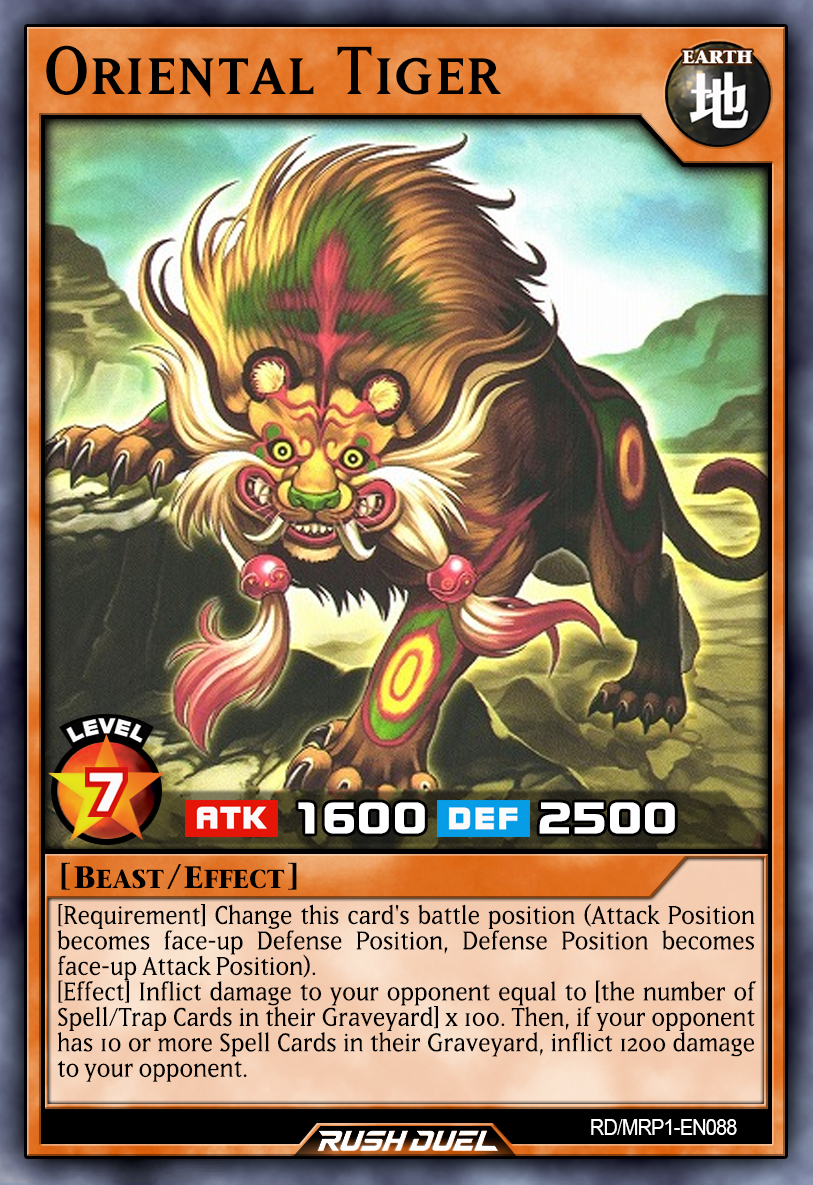 Oriental Tiger
EARTH
地
LEVEL
7
ATK 1600 DEF 2500
[Beast/Effect]
[Requirement] Change this card's battle position (Attack Position
becomes face-up Defense Position, Defense Position becomes
face-up Attack Position).
[Effect] Inflict damage to your opponent equal to [the number of
Spell/Trap Cards in their Graveyard] x 100. Then, if your opponent
has 10 or more Spell Cards in their Graveyard, inflict 1200 damage
to your opponent.
RD/MRP1-EN088
RUSH DUEL